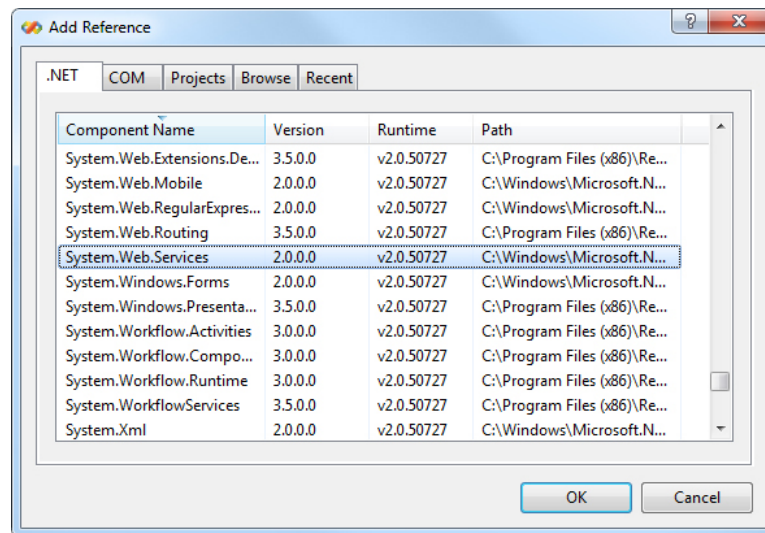 Add Reference
.NET COM Projects Browse Recent
Component Name Version Runtime Path
System.Web.Extensions.De... 3.5.0.0 v2.0.50727 C:\Program Files (x86)\Re...
System.Web.Mobile 2.0.0.0 v2.0.50727 C:\Windows\Microsoft.N...
System.Web.RegularExpres... 2.0.0.0 v2.0.50727 C:\Windows\Microsoft.N...
System.Web.Routing 3.5.0.0 v2.0.50727 C:\Program Files (x86)\Re...
System.Web.Services 2.0.0.0 v2.0.50727 C:\Windows\Microsoft.N...
System.Windows.Forms 2.0.0.0 v2.0.50727 C:\Windows\Microsoft.N...
System.Windows.Presenta... 3.5.0.0 v2.0.50727 C:\Program Files (x86)\Re...
System.Workflow.Activities 3.0.0.0 v2.0.50727 C:\Program Files (x86)\Re...
System.Workflow.Compo... 3.0.0.0 v2.0.50727 C:\Program Files (x86)\Re...
System.Workflow.Runtime 3.0.0.0 v2.0.50727 C:\Program Files (x86)\Re...
System.WorkflowServices 3.5.0.0 v2.0.50727 C:\Program Files (x86)\Re...
System.Xml 2.0.0.0 v2.0.50727 C:\Windows\Microsoft.N...
OK Cancel